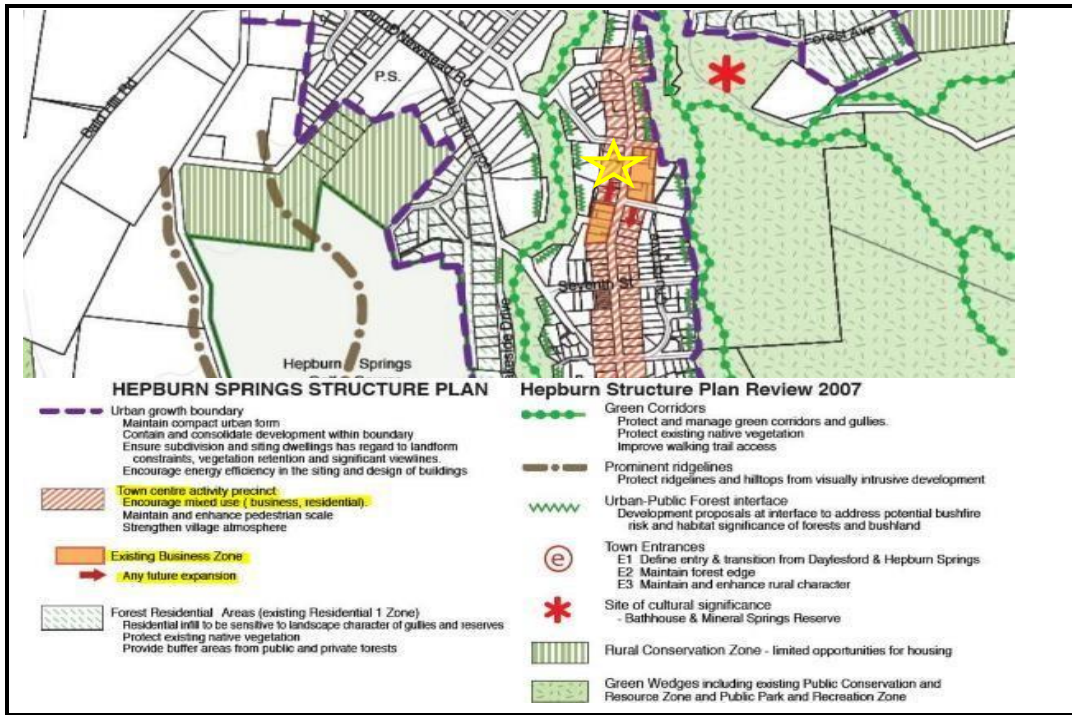 Forest Ave
Newstead Rd
P.S.
Bald Hill Rd
Golf Links Rd
Seventh St
Lakeside Drive
Hepburn Springs
HEPBURN SPRINGS STRUCTURE PLAN
Urban growth boundary
Maintain compact urban form
Contain and consolidate development within boundary
Ensure subdivision and siting dwellings has regard to landform
constraints, vegetation retention and significant viewlines.
Encourage energy efficiency in the siting and design of buildings
Town centre activity precinct
Encourage mixed use ( business, residential).
Maintain and enhance pedestrian scale
Strengthen village atmosphere
Existing Business Zone
Any future expansion
Forest Residential Areas (existing Residential 1 Zone)
Residential infill to be sensitive to landscape character of gullies and reserves
Protect existing native vegetation
Provide buffer areas from public and private forests
Hepburn Structure Plan Review 2007
Green Corridors
Protect and manage green corridors and gullies.
Protect existing native vegetation
Improve walking trail access
Prominent ridgelines
Protect ridgelines and hilltops from visually intrusive development
Urban-Public Forest interface
Development proposals at interface to address potential bushfire
risk and habitat significance of forests and bushland
e
Town Entrances
E1 Define entry & transition from Daylesford & Hepburn Springs
E2 Maintain forest edge
E3 Maintain and enhance rural character
Site of cultural significance
- Bathhouse & Mineral Springs Reserve
Rural Conservation Zone - limited opportunities for housing
Green Wedges including existing Public Conservation and
Resource Zone and Public Park and Recreation Zone